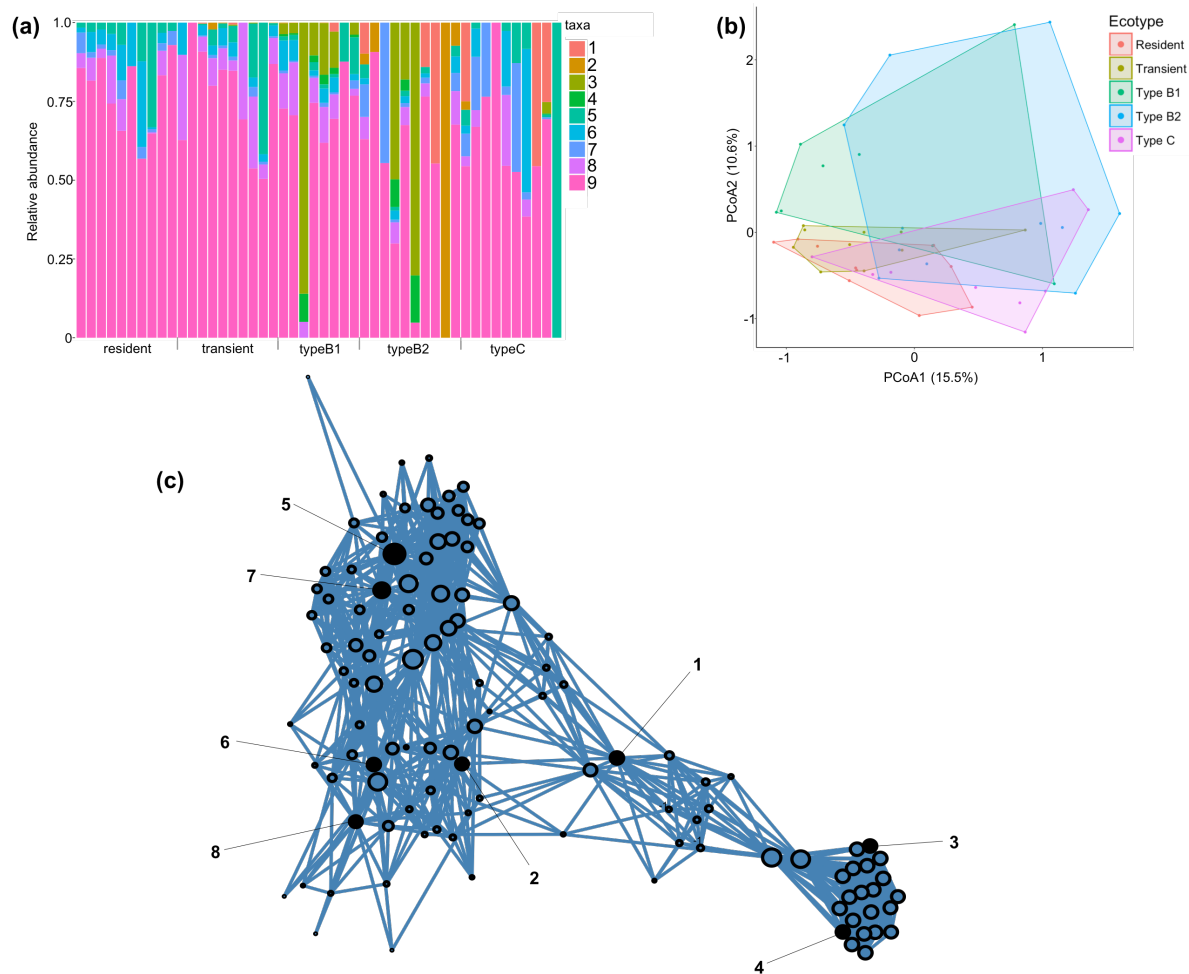 (a)
1.0
0.75
0.50
0.25
0
Relative abundance
resident
transient
typeB1
typeB2
typeC
taxa
1
2
3
4
5
6
7
8
9
(b)
2
1
0
-1
PCoA2 (10.6%)
-1
0
1
PCoA1 (15.5%)
Ecotype
Resident
Transient
Type B1
Type B2
Type C
(c)
5
7
1
6
8
2
3
4